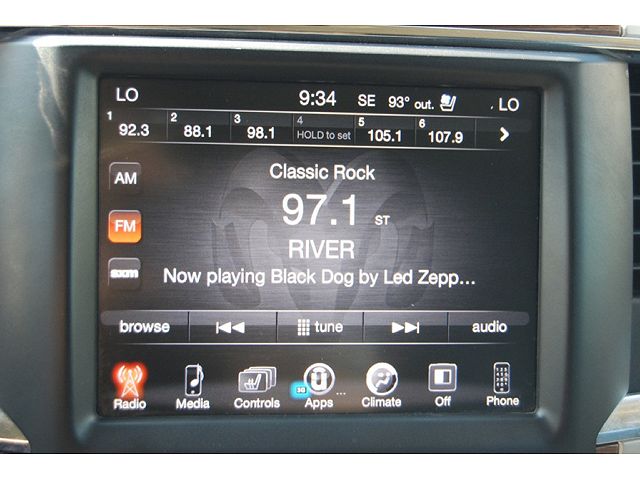 LO 9:34 SE 93° out. LO
1 92.3 2 88.1 3 98.1 4 HOLD to set 5 105.1 6 107.9
AM
Classic Rock
97.1 ST
FM
RIVER
sxm
Now playing Black Dog by Led Zepp...
browse tune audio
3G
Radio Media Controls Apps ... Climate Off Phone